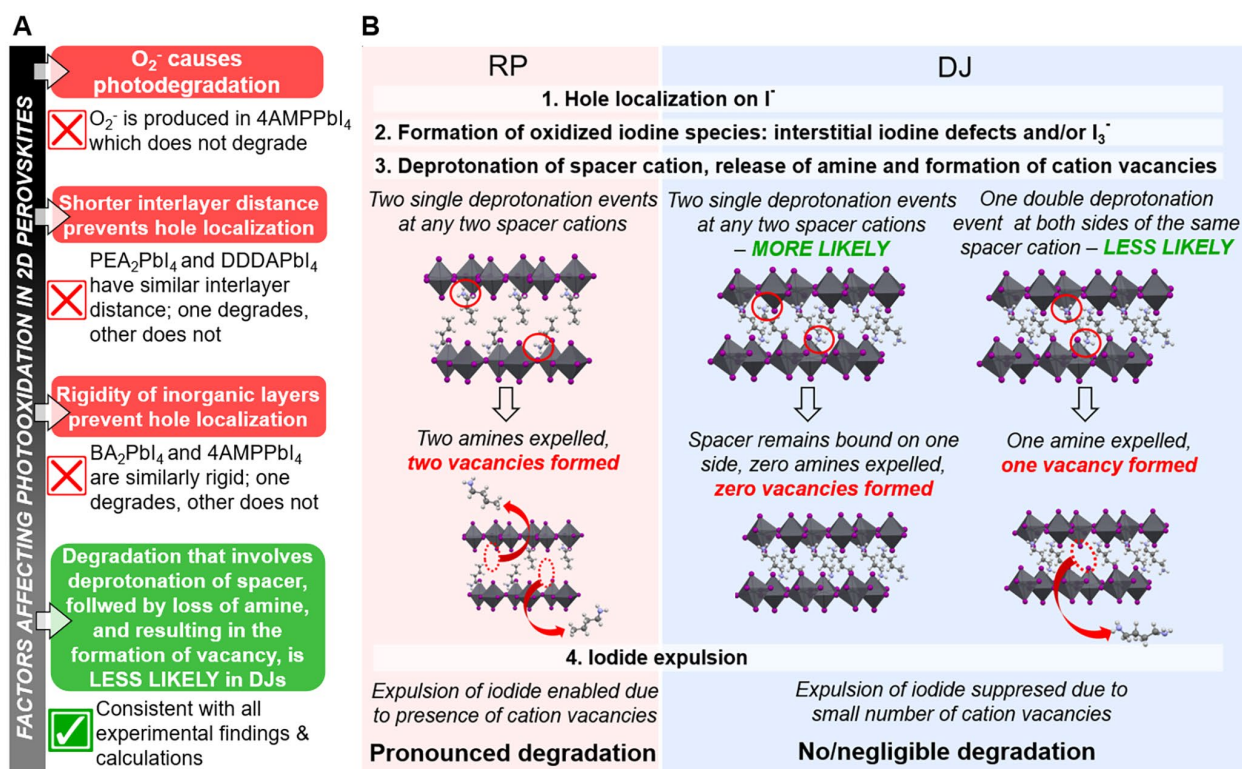 A
FACTORS AFFECTING PHOTOOXIDATION IN 2D PEROVSKITES
O₂⁻ causes
photodegradation
O₂⁻ is produced in 4AMPPbI₄
which does not degrade
Shorter interlayer distance
prevents hole localization
PEA₂PbI₄ and DDDAPbI₄
have similar interlayer
distance; one degrades,
other does not
Rigidity of inorganic layers
prevent hole localization
BA₂PbI₄ and 4AMPPbI₄
are similarly rigid; one
degrades, other does not
Degradation that involves
deprotonation of spacer,
follwed by loss of amine,
and resulting in the
formation of vacancy, is
LESS LIKELY in DJs
Consistent with all
experimental findings &
calculations
B
RP
DJ
1. Hole localization on I⁻
2. Formation of oxidized iodine species: interstitial iodine defects and/or I₃⁻
3. Deprotonation of spacer cation, release of amine and formation of cation vacancies
Two single deprotonation events
at any two spacer cations
Two single deprotonation events
at any two spacer cations
– MORE LIKELY
One double deprotonation
event at both sides of the same
spacer cation – LESS LIKELY
Two amines expelled,
two vacancies formed
Spacer remains bound on one
side, zero amines expelled,
zero vacancies formed
One amine expelled,
one vacancy formed
4. Iodide expulsion
Expulsion of iodide enabled due
to presence of cation vacancies
Pronounced degradation
Expulsion of iodide suppresed due to
small number of cation vacancies
No/negligible degradation